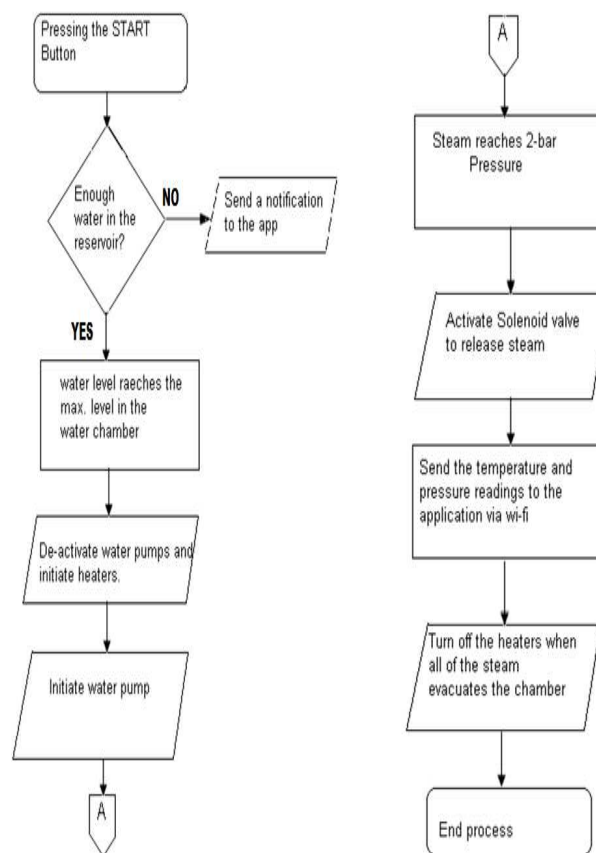 Pressing the START
Button
Enough
water in the
reservoir?
NO
Send a notification
to the app
YES
water level raeches the
max. level in the
water chamber
De-activate water pumps and
initiate heaters.
Initiate water pump
A
A
Steam reaches 2-bar
Pressure
Activate Solenoid valve
to release steam
Send the temperature and
pressure readings to the
application via wi-fi
Turn off the heaters when
all of the steam
evacuates the chamber
End process